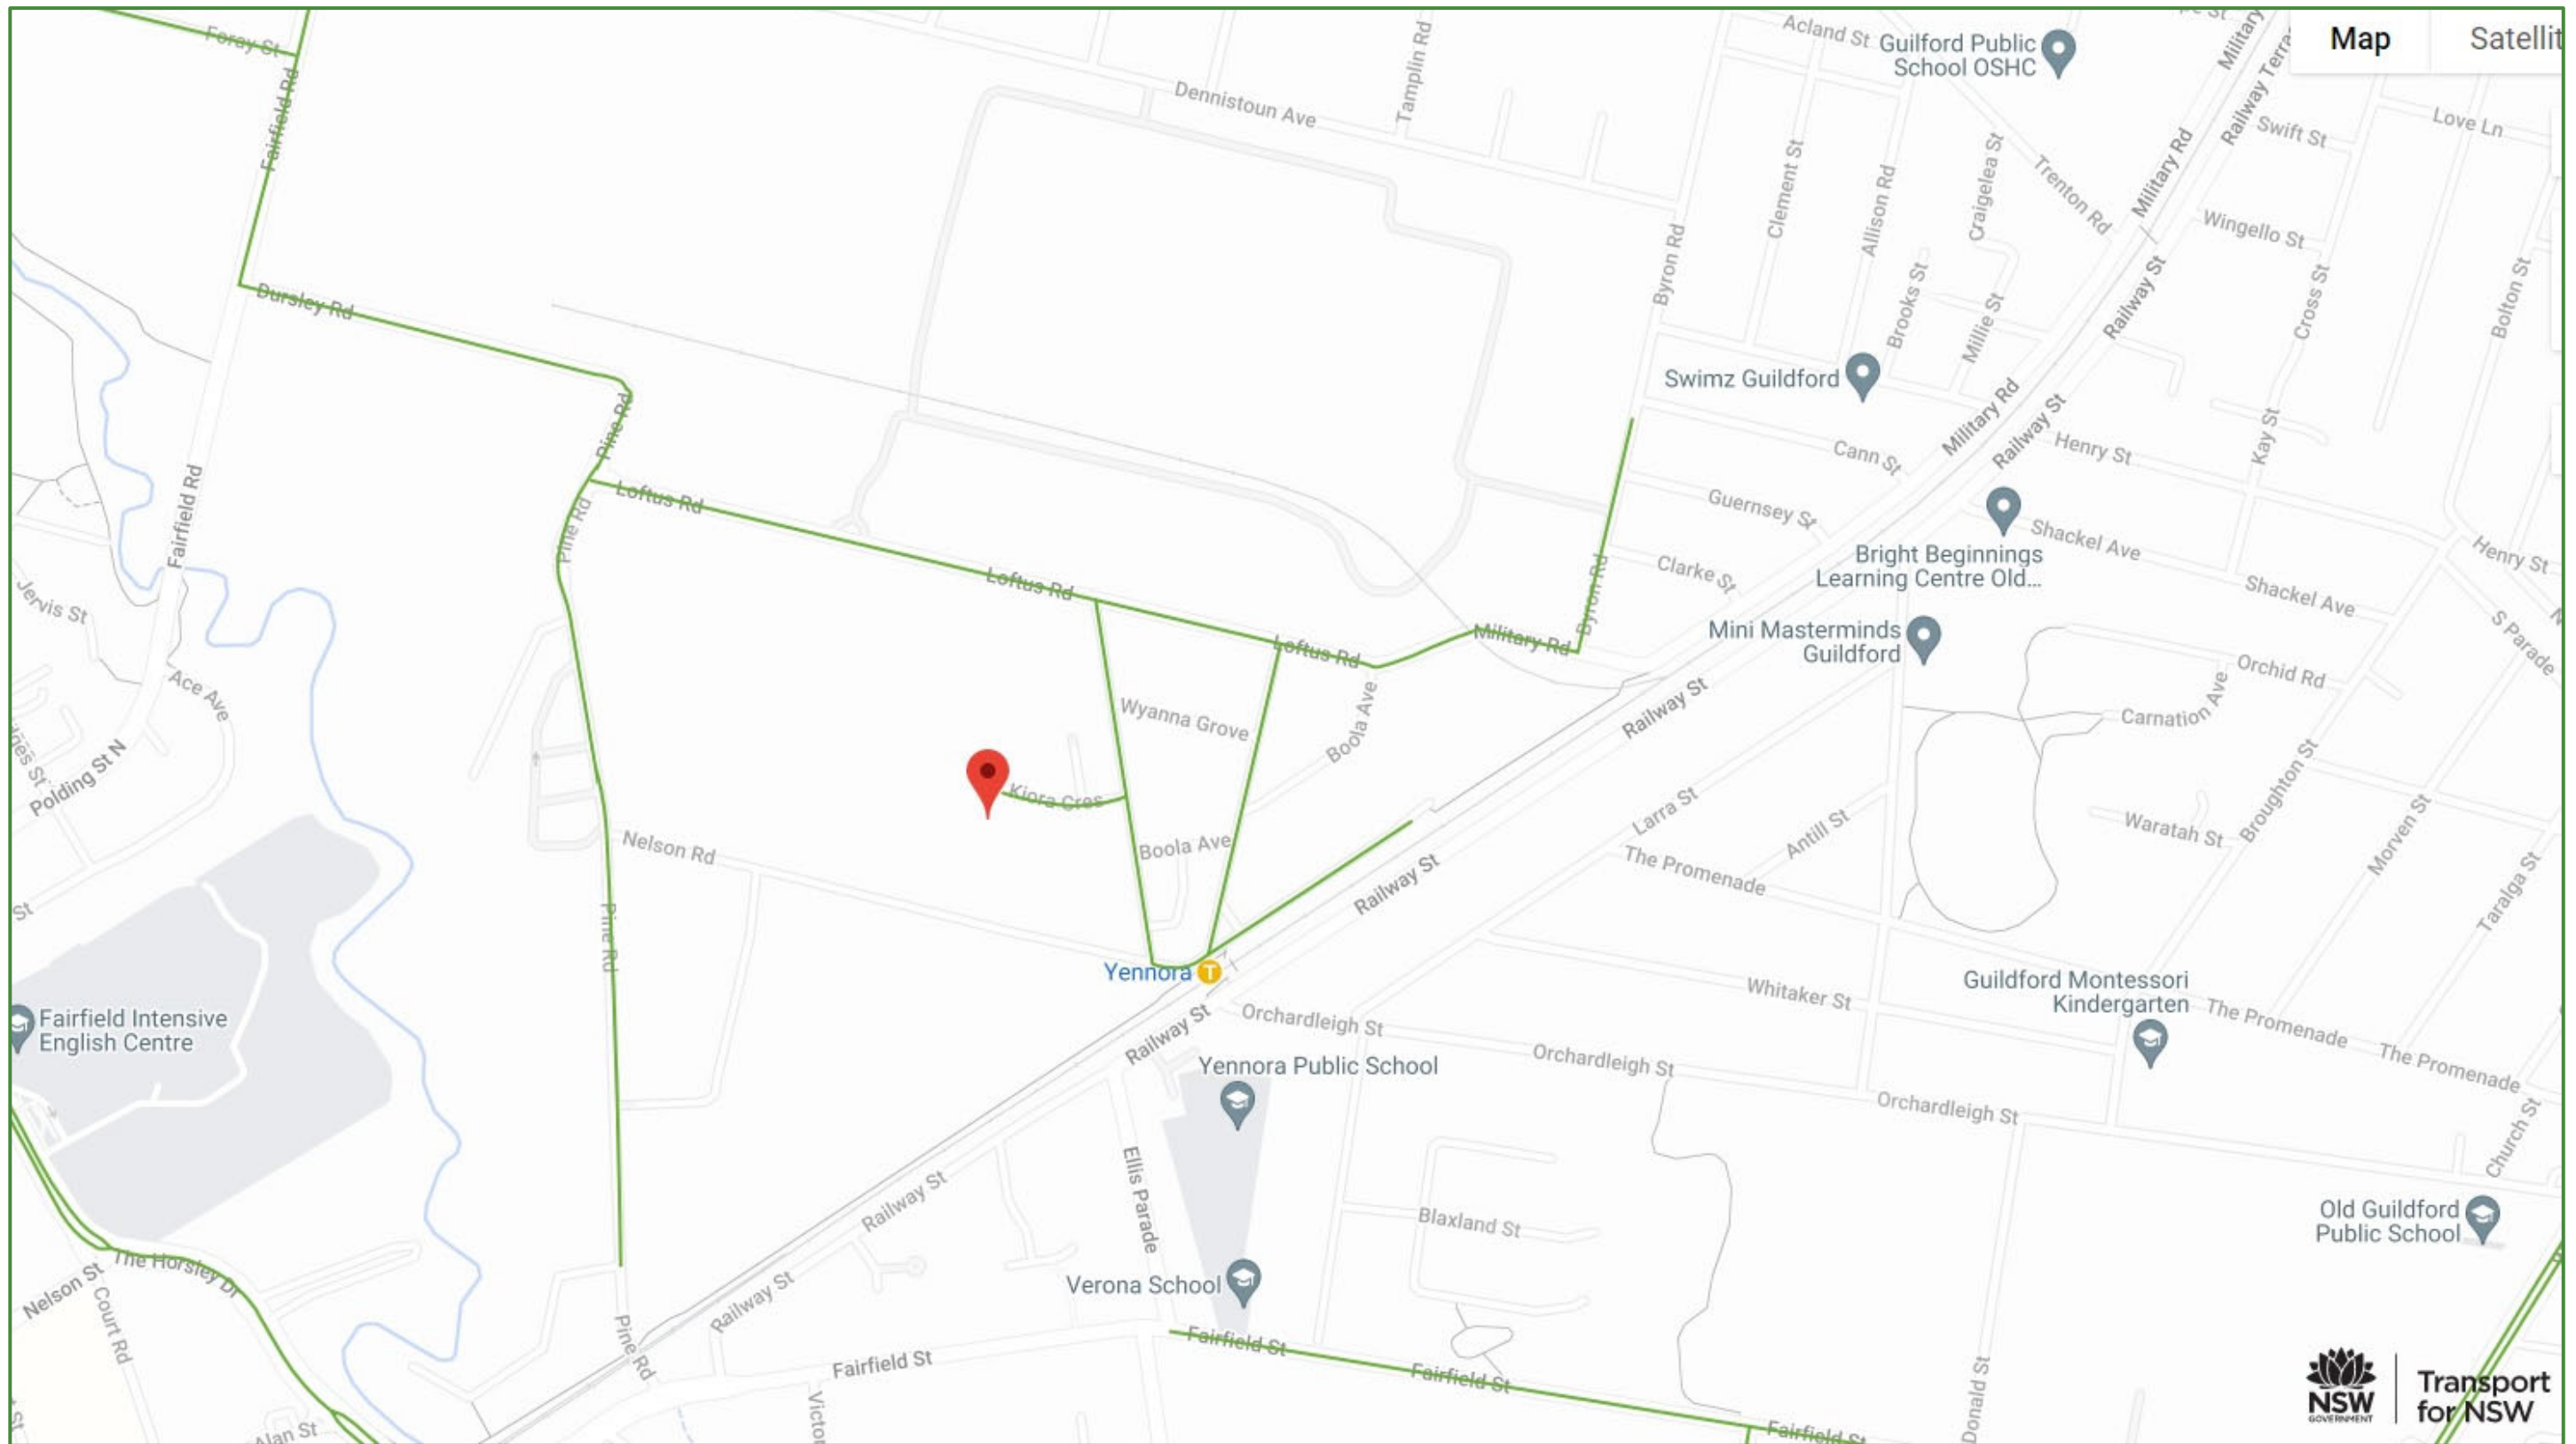 Foray St
Fairfield Rd
Dennistoun Ave
Tamplin Rd
Acland St
Guilford Public
School OSHC
Military
Railway Terra
Map
Satellit
Love Ln
Swift St
Clement St
Allison Rd
Craigelea St
Trenton Rd
Military Rd
Wingello St
Byron Rd
Dursley Rd
Brooks St
Millie St
Railway St
Cross St
Bolton St
Swimz Guildford
Pine Rd
Military Rd
Railway St
Cann St
Henry St
Kay St
Fairfield Rd
Pine Rd
Loftus Rd
Guernsey St
Shackel Ave
Bright Beginnings
Learning Centre Old...
Henry St
Loftus Rd
Byron Rd
Clarke St
Shackel Ave
Jervis St
Mini Masterminds
Guildford
S Parade
Loftus Rd
Military Rd
Orchid Rd
Ace Ave
Wyanna Grove
Boola Ave
Railway St
Carnation Ave
Polding St N
Kiora Cres
Larra St
Antill St
Waratah St
Broughton St
Morven St
Nelson Rd
Boola Ave
Railway St
The Promenade
Taralga St
St
Pine Rd
Yennora
T
Whitaker St
Guildford Montessori
Kindergarten
Fairfield Intensive
English Centre
Railway St
Orchardleigh St
The Promenade
Orchardleigh St
The Promenade
Yennora Public School
Orchardleigh St
Church St
Ellis Parade
Railway St
Blaxland St
Old Guildford
Public School
The Horsley Dr
Nelson St
Court Rd
Verona School
Railway St
Pine Rd
Fairfield St
Fairfield St
Fairfield St
Donald St
Victor
Alan St
Fairfield St
NSW
GOVERNMENT
Transport
for NSW